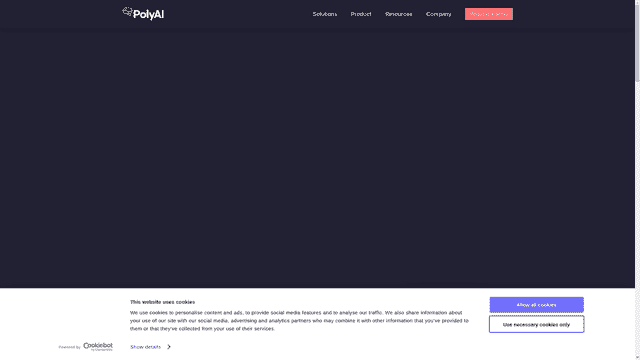 PolyAI
Solutions Product Resources Company
This website uses cookies
We use cookies to personalise content and ads, to provide social media features and to analyse our traffic. We also share information about
your use of our site with our social media, advertising and analytics partners who may combine it with other information that you've provided to
them or that they've collected from your use of their services.
Allow all cookies
Use necessary cookies only
Powered by Cookiebot
Show details